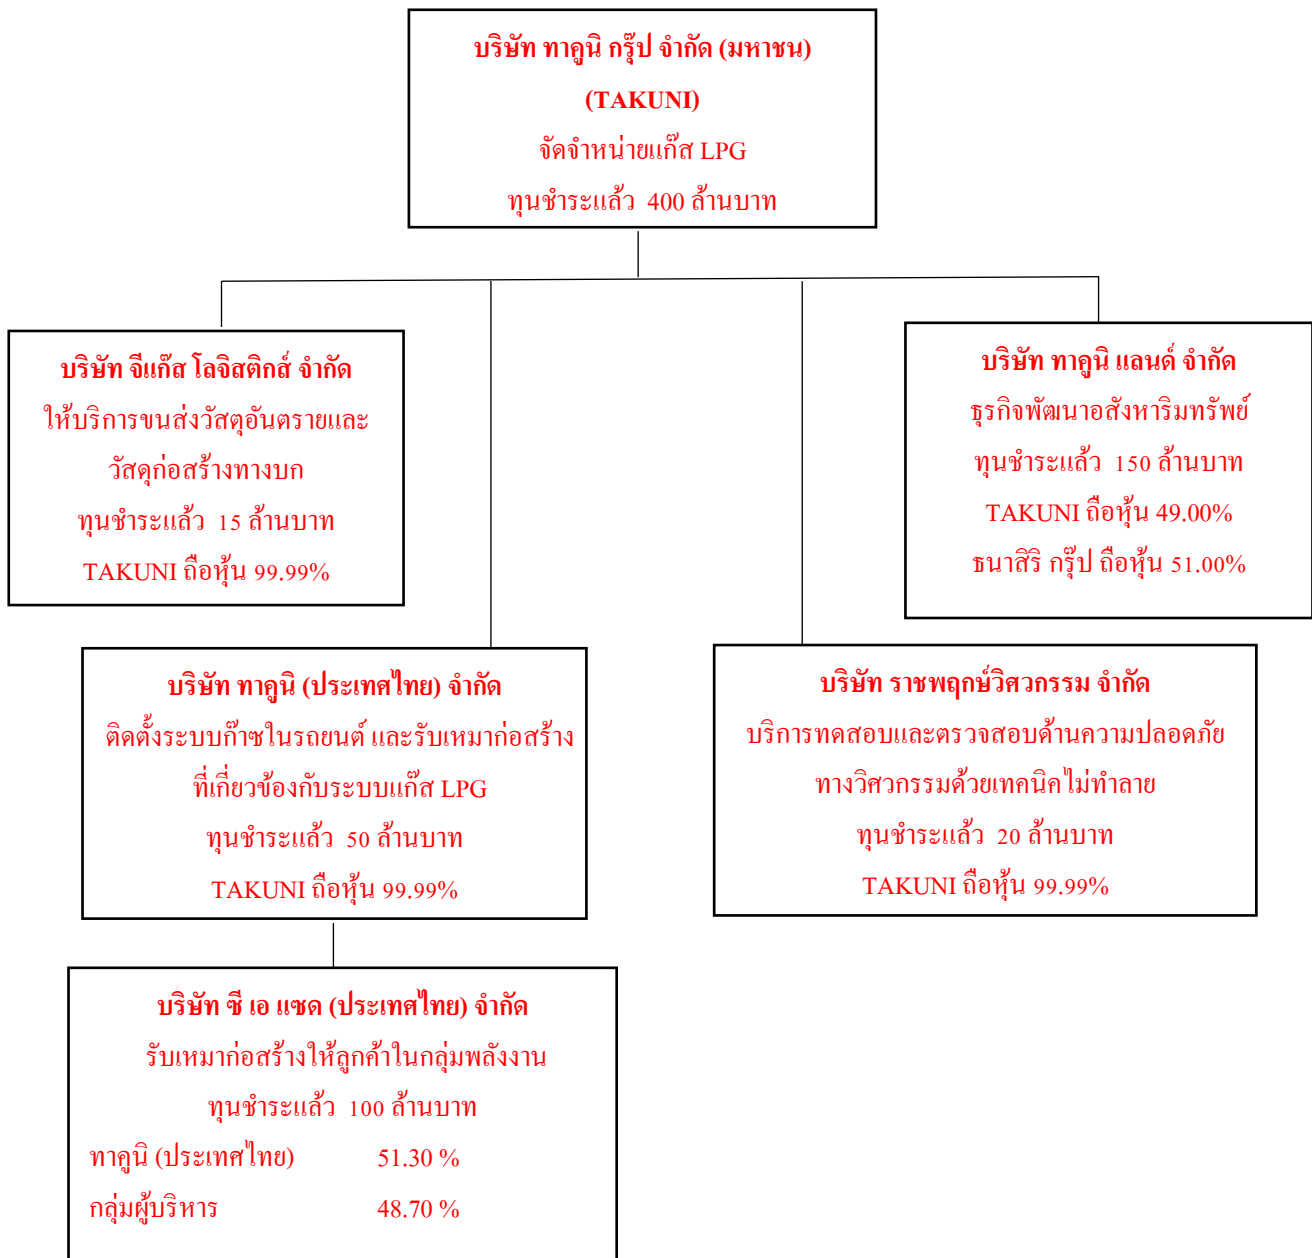 บริษัท ทาคูนิ กรุ๊ป จำกัด (มหาชน)
(TAKUNI)
จัดจำหน่ายแก๊ส LPG
ทุนชำระแล้ว 400 ล้านบาท
บริษัท จีแก๊ส โลจิสติกส์ จำกัด
ให้บริการขนส่งวัสตุอันตรายและ
วัสดุก่อสร้างทางบก
ทุนชำระแล้ว 15 ล้านบาท
TAKUNI ถือหุ้น 99.99%
บริษัท ทาคูนิ แลนด์ จำกัด
ธุรกิจพัฒนาอสังหาริมทรัพย์
ทุนชำระแล้ว 150 ล้านบาท
TAKUNI ถือหุ้น 49.00%
ธนาสิริ กรุ๊ป ถือหุ้น 51.00%
บริษัท ทาคูนิ (ประเทศไทย) จำกัด
ติดตั้งระบบก๊าซในรถยนต์ และรับเหมาก่อสร้าง
ที่เกี่ยวข้องกับระบบแก๊ส LPG
ทุนชำระแล้ว 50 ล้านบาท
TAKUNI ถือหุ้น 99.99%
บริษัท ราชพฤกษ์วิศวกรรม จำกัด
บริการทดสอบและตรวจสอบด้านความปลอดภัย
ทางวิศวกรรมด้วยเทคนิคไม่ทำลาย
ทุนชำระแล้ว 20 ล้านบาท
TAKUNI ถือหุ้น 99.99%
บริษัท ซี เอ แซด (ประเทศไทย) จำกัด
รับเหมาก่อสร้างให้ลูกค้าในกลุ่มพลังงาน
ทุนชำระแล้ว 100 ล้านบาท
ทาคูนิ (ประเทศไทย) 51.30 %
กลุ่มผู้บริหาร 48.70 %